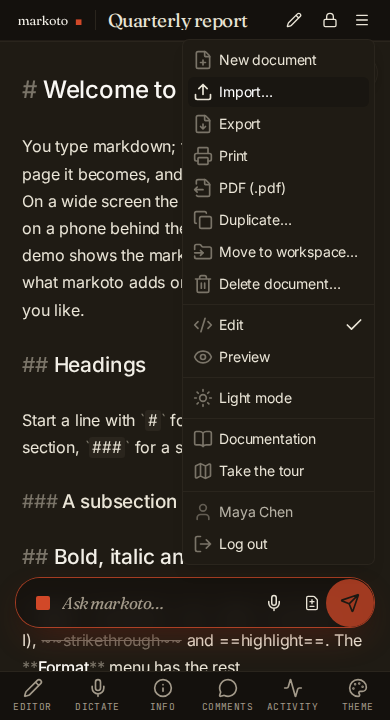 markoto
Quarterly report
# Welcome to
You type markdown;
page it becomes, and
On a wide screen the
on a phone behind the
demo shows the mark
what markoto adds or
you like.
## Headings
Start a line with `#` fo
section, `###` for a s
### A subsection
## Bold, italic an
New document
Import...
Export
Print
PDF (.pdf)
Duplicate...
Move to workspace...
Delete document...
Edit
Preview
Light mode
Documentation
Take the tour
Maya Chen
Log out
Ask markoto...
I), ~~strikethrough~~ and ==highlight==. The
**Format** menu has the rest.
EDITOR
DICTATE
INFO
COMMENTS
ACTIVITY
THEME